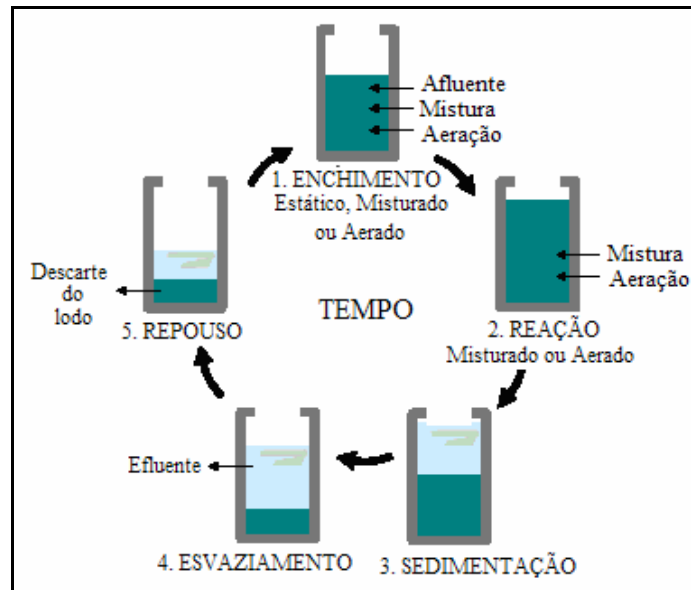 Afluente
Mistura
Aeração
1. ENCHIMENTO
Estático, Misturado
ou Aerado
Mistura
Aeração
2. REAÇÃO
Misturado ou Aerado
3. SEDIMENTAÇÃO
Efluente
4. ESVAZIAMENTO
Descarte
do
lodo
5. REPOUSO
TEMPO